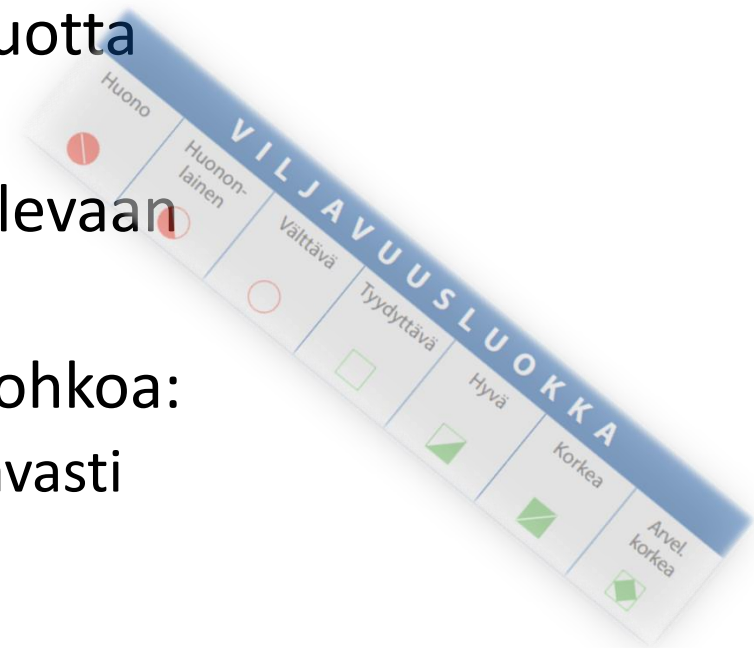 uotta
levaan
ohkoa:
vasti
VILJAVUUSLUOKKA
Huono
Huonon-
lainen
Välttävä
Tyydyttävä
Hyvä
Korkea
Arvel.
korkea